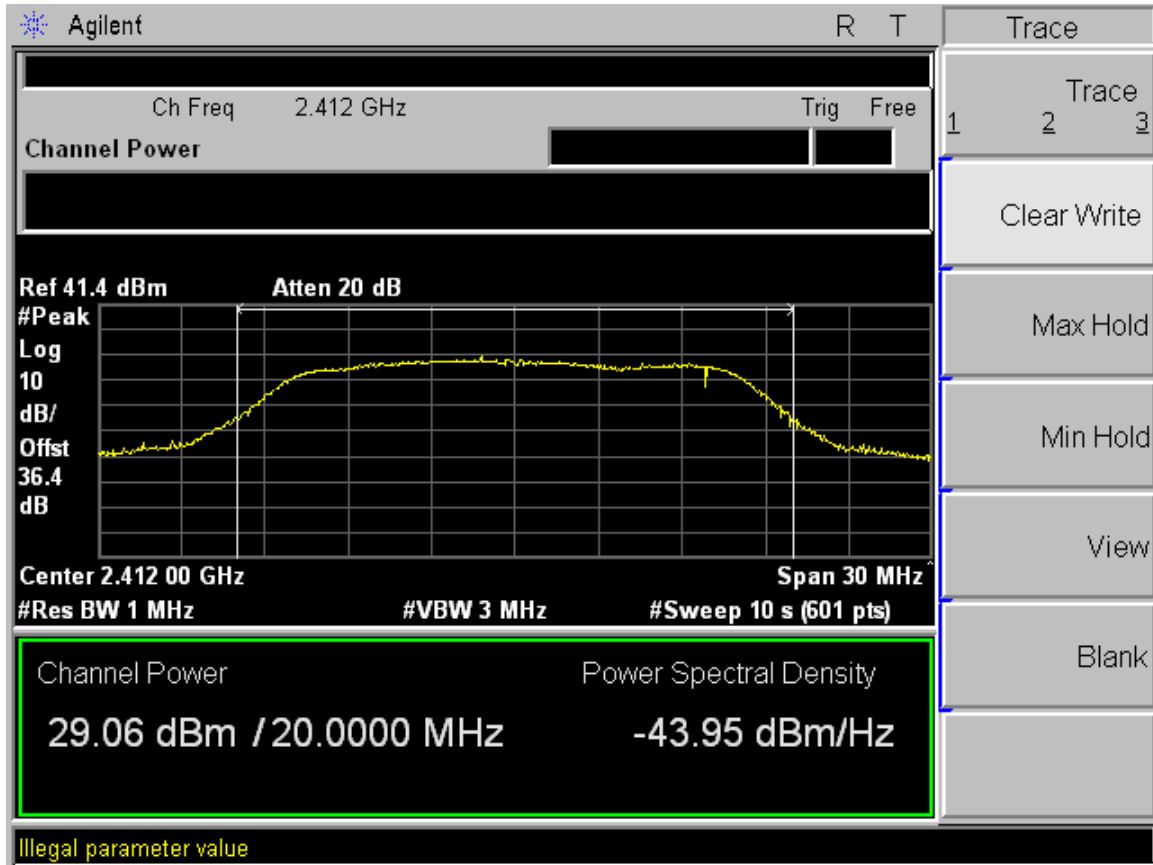 Agilent R T Trace
Ch Freq 2.412 GHz Trig Free
Channel Power
Trace
1 2 3
Clear Write
Max Hold
Min Hold
View
Blank
Ref 41.4 dBm Atten 20 dB
#Peak
Log
10
dB/
Offst
36.4
dB
Center 2.412 00 GHz Span 30 MHz^
#Res BW 1 MHz #VBW 3 MHz #Sweep 10 s (601 pts)
Channel Power Power Spectral Density
29.06 dBm / 20.0000 MHz -43.95 dBm/Hz
Illegal parameter value